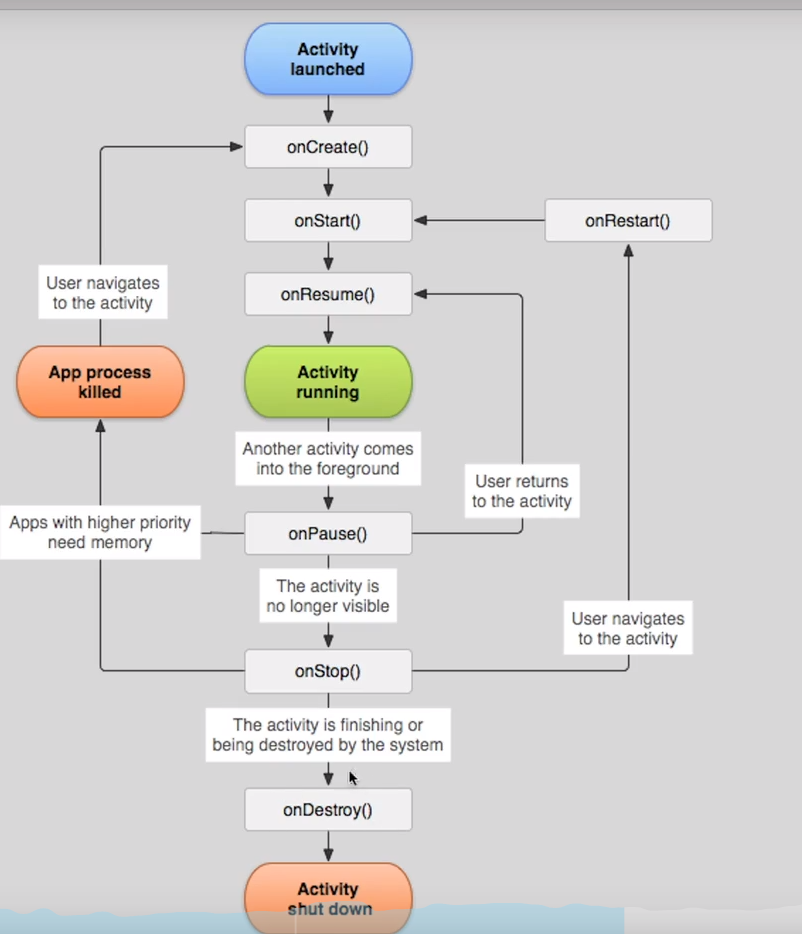 Activity
launched
onCreate()
onStart()
onRestart()
User navigates
to the activity
onResume()
App process
killed
Activity
running
Another activity comes
into the foreground
User returns
to the activity
Apps with higher priority
need memory
onPause()
The activity is
no longer visible
User navigates
to the activity
onStop()
The activity is finishing or
being destroyed by the system
onDestroy()
Activity
shut down